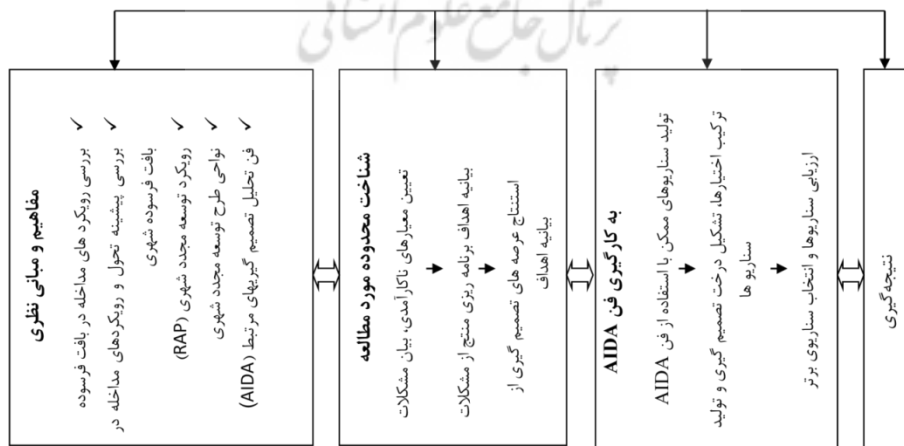 پرتال جامع علوم انسانی
مفاهیم و مبانی نظری
✓ بررسی رویکرد های مداخله در بافت فرسوده
✓ بررسی پیشینه تحول و رویکردهای مداخله در
بافت فرسوده شهری
✓ رویکرد توسعه مجدد شهری (RAP)
✓ نواحی طرح توسعه مجدد شهری
✓ فن تحلیل تصمیم گیریهای مرتبط (AIDA)
شناخت محدوده مورد مطالعه
تعیین معیارهای ناکارآمدی، بیان مشکلات
بیانیه اهداف برنامه ریزی منتج از مشکلات
استنتاج عرصه های تصمیم گیری از
بیانیه اهداف
به کارگیری فن AIDA
تولید سناریوهای ممکن با استفاده از فن AIDA
ترکیب اختیارها، تشکیل درخت تصمیم گیری و تولید
سناریو ها
ارزیابی سناریوها و انتخاب سناریوی برتر
نتیجه گیری